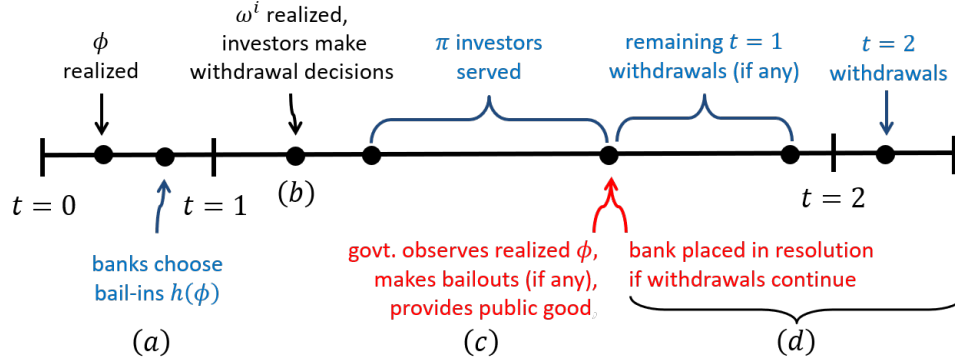 ϕ
realized
ω^i realized,
investors make
withdrawal decisions
π investors
served
remaining t = 1
withdrawals (if any)
t = 2
withdrawals
t = 0
t = 1
(b)
t = 2
banks choose
bail-ins h(ϕ)
govt. observes realized ϕ,
makes bailouts (if any),
provides public good,
bank placed in resolution
if withdrawals continue
(a)
(c)
(d)